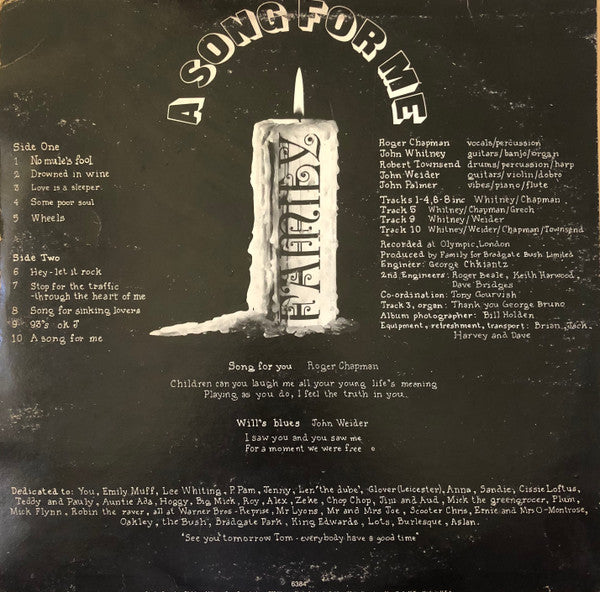 A SONG FOR ME
FAMILY
Side One
1 No mule's fool
2 Drowned in wine
3 Love is a sleeper
4 Some poor soul
5 Wheels
Side Two
6 Hey-let it rock
7 Stop for the traffic
-through the heart of me
8 Song for sinking lovers
9 93's ok J
10 A song for me
Roger Chapman vocals/percussion
John Whitney guitars/banjo/organ
Robert Townsend drums/percussion/harp
John Weider guitars/violin/dobro
John Palmer vibes/piano/flute
Tracks 1-4,6-8 inc Whitney/Chapman
Track 5 Whitney/Chapman/Grech
Track 9 Whitney/Weider
Track 10 Whitney/Weider/Chapman/Townsend
Recorded at Olympic, London
Produced by Family for Bradgate Bush Limited
Engineer: George Chkiantz
2nd Engineers: Roger Beale, Keith Harwood,
Dave Bridges
Co-ordination: Tony Gourvish
Track 3, organ: Thank you George Bruno
Album photographer: Bill Holden
Equipment, refreshment, transport: Brian, Jack
Harvey and Dave
Song for you Roger Chapman
Children can you laugh me all your young life's meaning
Playing as you do, I feel the truth in you..
Will's blues John Weider
I saw you and you saw me
For a moment we were free
Dedicated to: You, Emily Muff, Lee Whiting, P. Pam, Jenny, Len 'the dube', Glover (Leicester), Anna, Sandie, Cissie Loftus,
Teddy and Pauly, Auntie Ada, Hoggy, Big Mick, Roy, Alex, Zeke, Chop Chop, Jim and Aud, Mick the greengrocer, Plum,
Mick Flynn, Robin the raver, all at Warner Bros-Reprise, Mr Lyons, Mr and Mrs Joe, Scooter Chris, Ernie and Mrs O-Montrose,
Oakley, the Bush, Bradgate Park, King Edwards, Lots, Burlesque, Aslan.
"See you tomorrow Tom - everybody have a good time"
6384